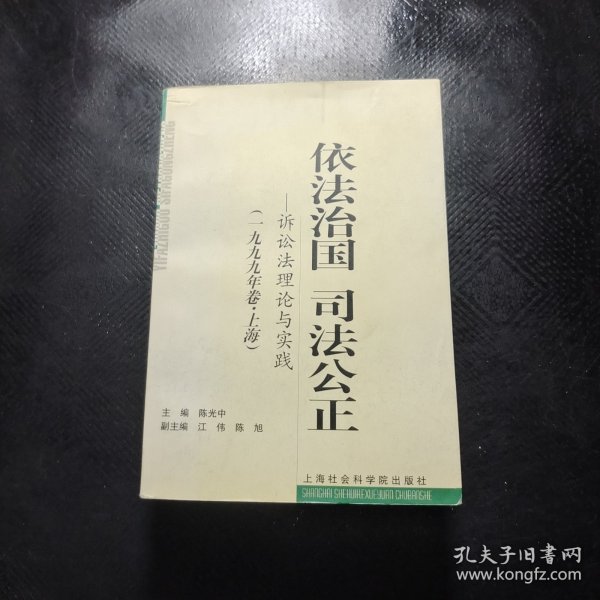 依法治国 司法公正
—诉讼法理论与实践
(一九九九年卷·上海)
YIFAZHIGUO SIFAGONGZHENG
主 编 陈光中
副主编 江 伟 陈 旭
上海社会科学院出版社
SHANGHAI SHEHUIKEXUEYUAN CHUBANSHE
孔夫子旧书网
www.kongfz.com